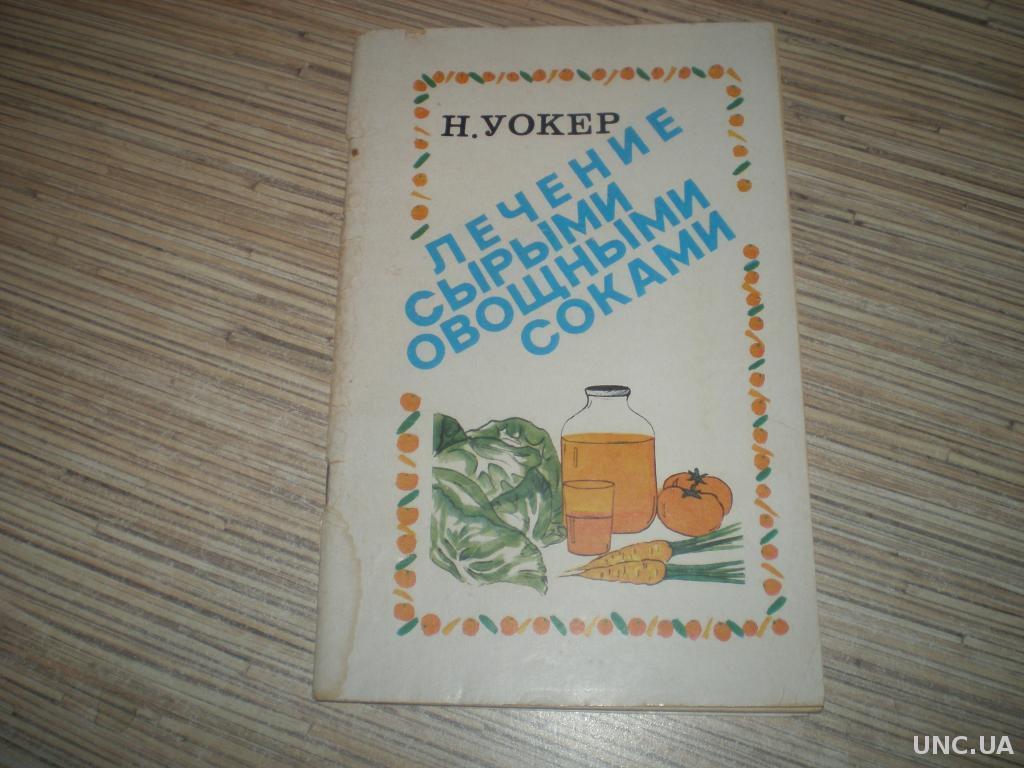 Н. УОКЕР
ЛЕЧЕНИЕ
СЫРЫМИ
ОВОЩНЫМИ
СОКАМИ
UNC.UA